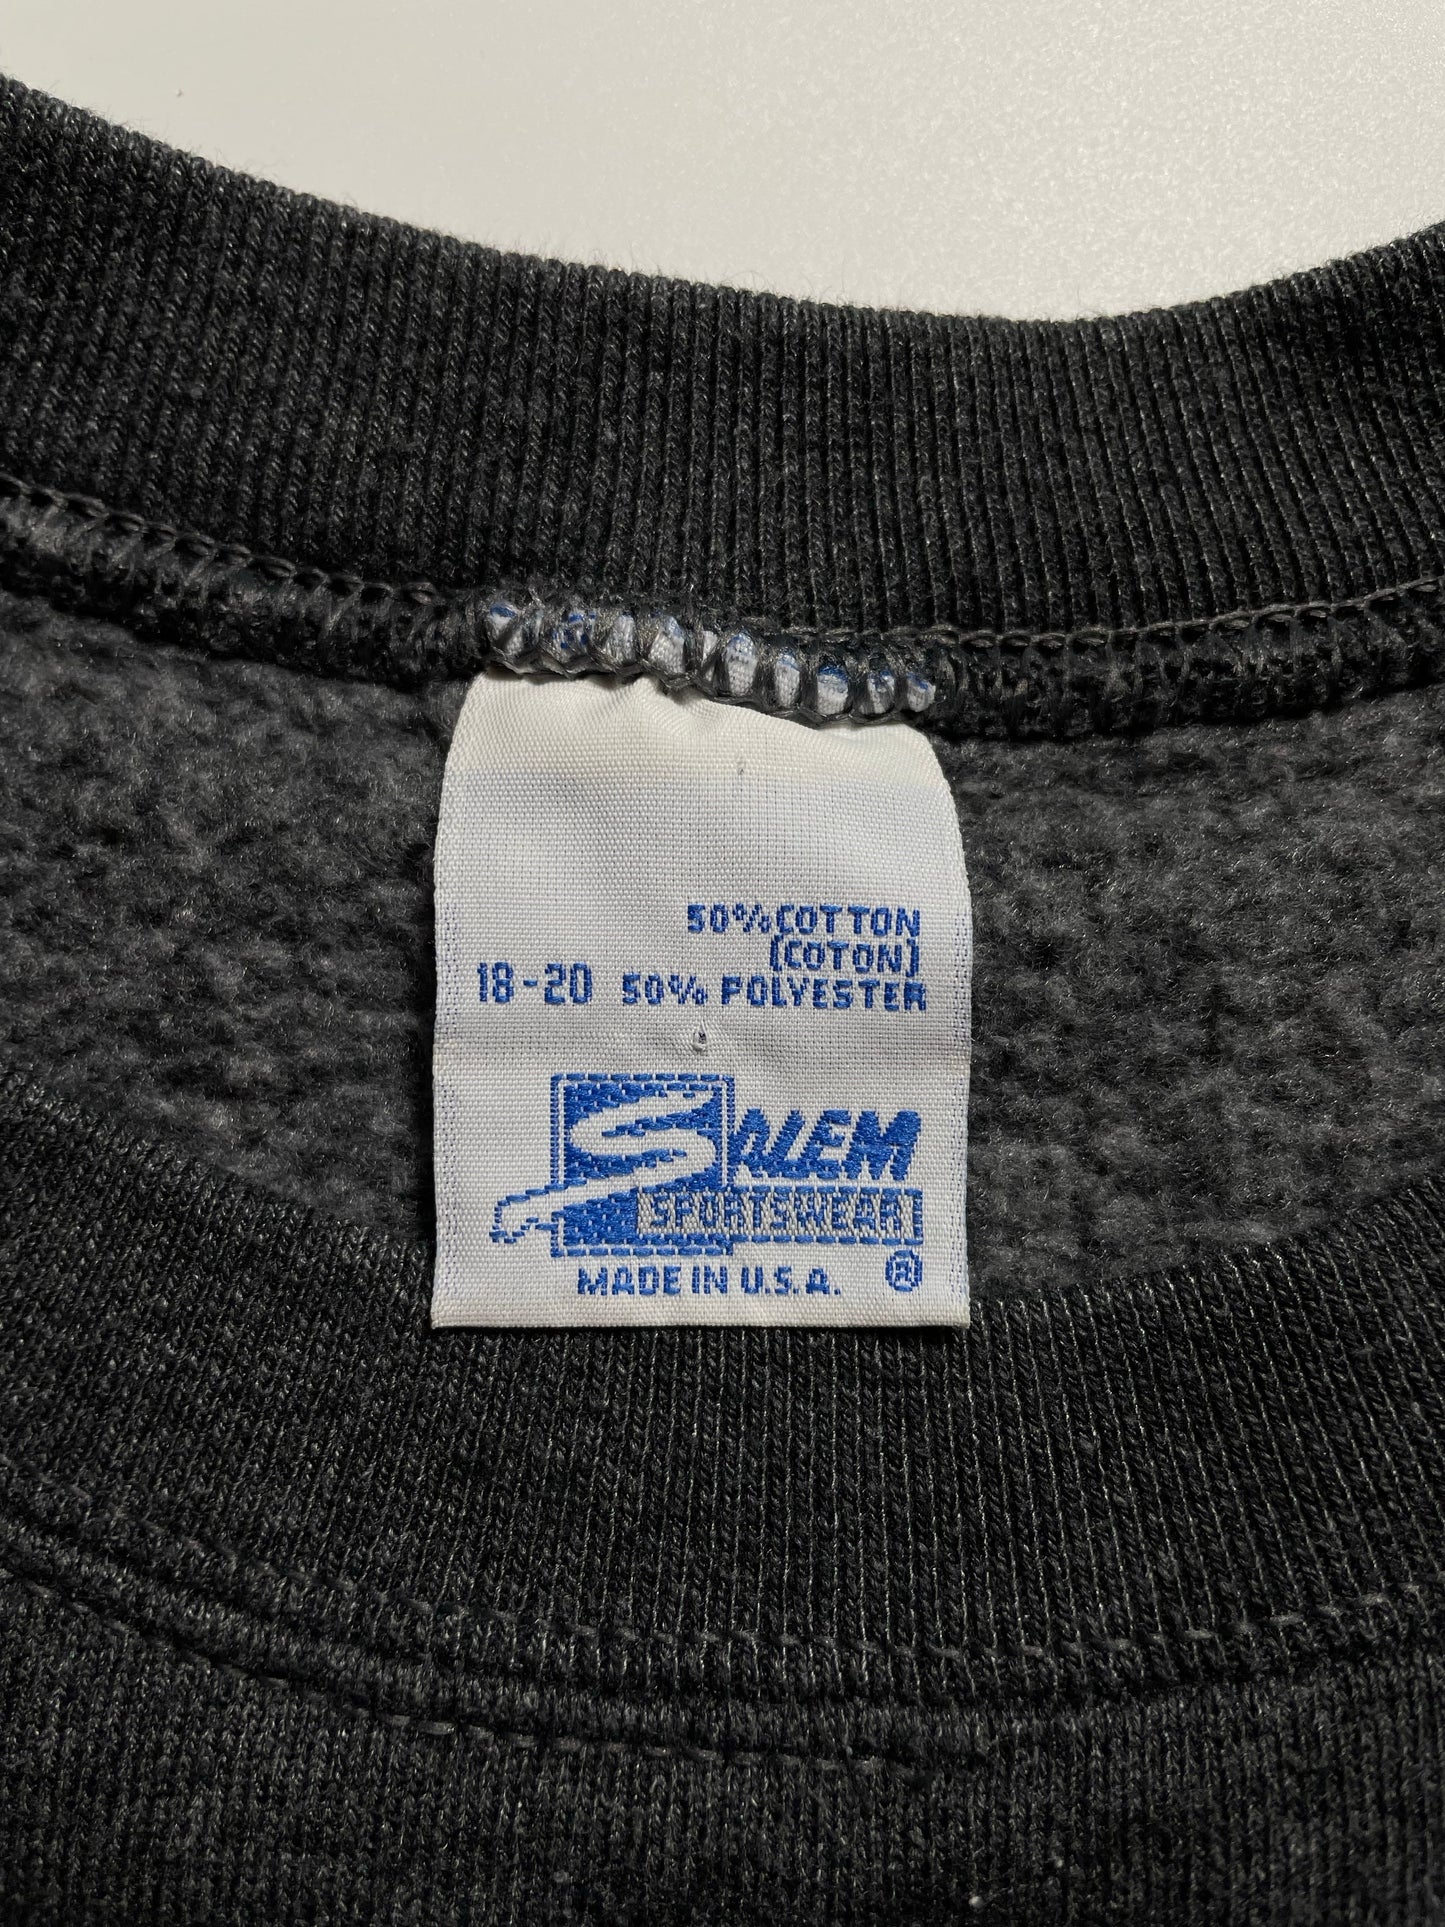 50% COTTON
(COTON)
18-20 50% POLYESTER
SALEM
SPORTSWEAR
®
MADE IN U.S.A.